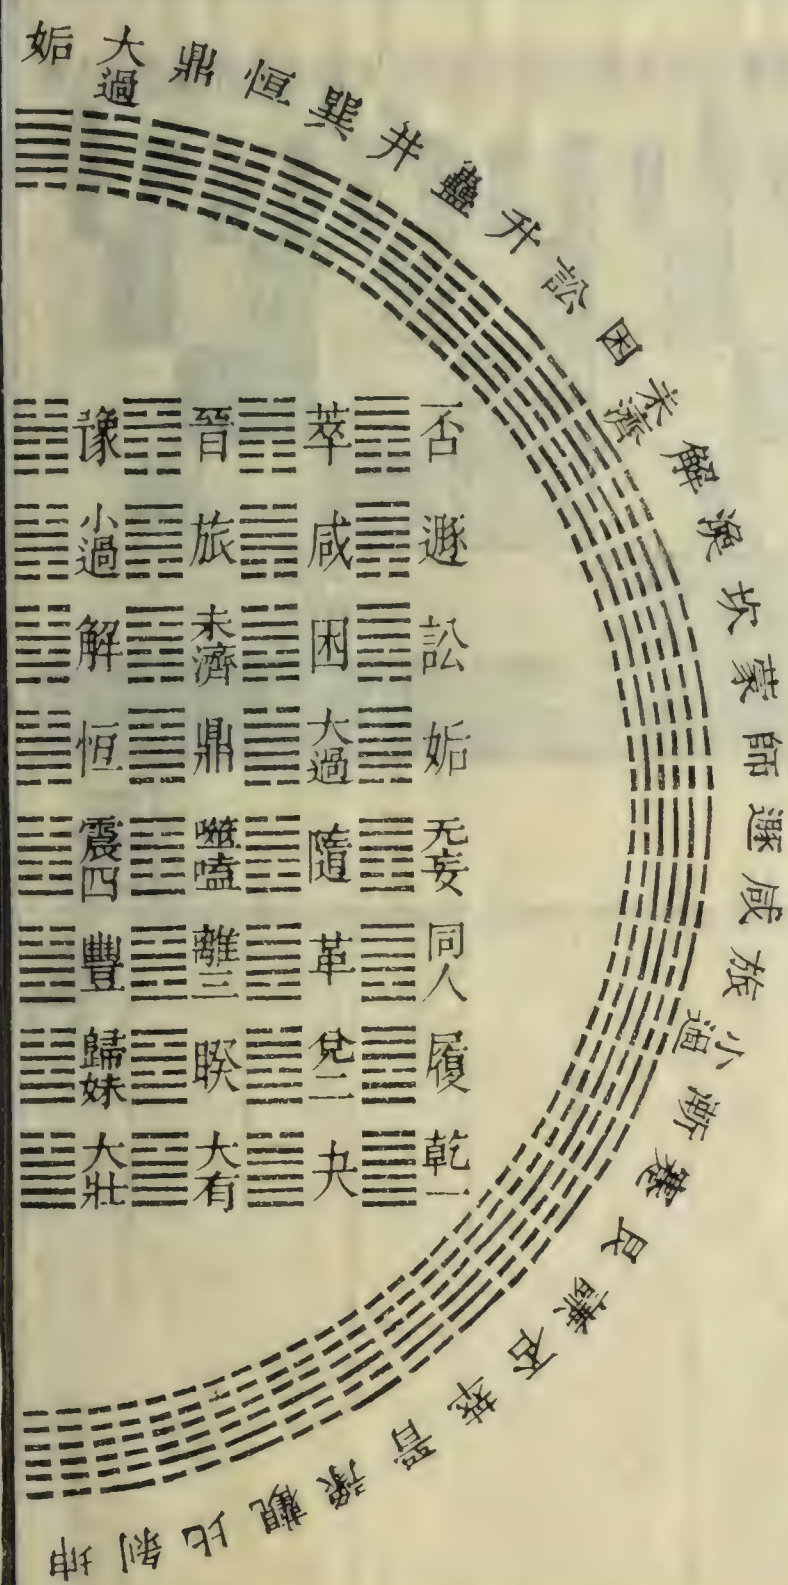 姤 大過 鼎 恒 巽 井 蠱 升 訟 困 未濟 解 渙 坎 蒙 師 遯 咸 旅 小過 漸 蹇 艮 謙 否 萃 晉 豫 觀 比 剝 坤
否 遯 訟 姤 无妄 同人 履 乾一
萃 咸 困 大過 隨 革 兌二 夬
晉 旅 未濟 鼎 噬嗑 離三 睽 大有
豫 小過 解 恒 震四 豐 歸妹 大壯